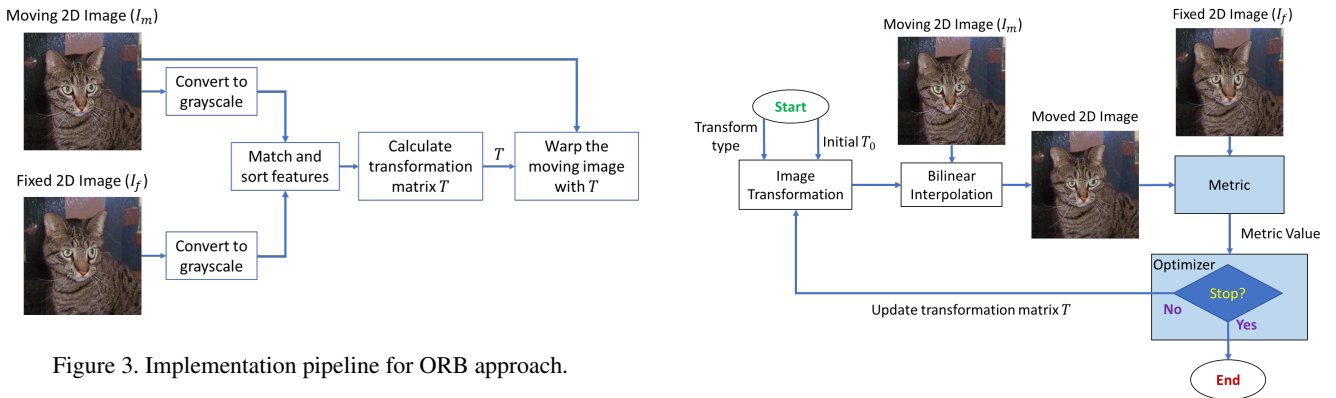 Moving 2D Image (I_m)
Convert to
grayscale
Match and
sort features
Calculate
transformation
matrix T
T
Warp the
moving image
with T
Fixed 2D Image (I_f)
Convert to
grayscale
Figure 3. Implementation pipeline for ORB approach.
Fixed 2D Image (I_f)
Moving 2D Image (I_m)
Start
Transform
type
Initial T_0
Moved 2D Image
Image
Transformation
Bilinear
Interpolation
Metric
Metric Value
Optimizer
Stop?
No
Yes
Update transformation matrix T
End